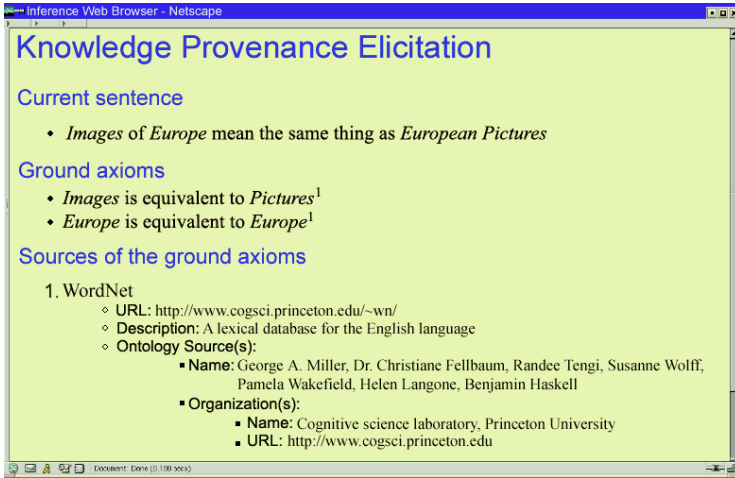 Inference Web Browser - Netscape
Knowledge Provenance Elicitation
Current sentence
• Images of Europe mean the same thing as European Pictures
Ground axioms
• Images is equivalent to Pictures¹
• Europe is equivalent to Europe¹
Sources of the ground axioms
1. WordNet
URL: http://www.cogsci.princeton.edu/~wn/
Description: A lexical database for the English language
Ontology Source(s):
Name: George A. Miller, Dr. Christiane Fellbaum, Randee Tengi, Susanne Wolff,
Pamela Wakefield, Helen Langone, Benjamin Haskell
Organization(s):
Name: Cognitive science laboratory, Princeton University
URL: http://www.cogsci.princeton.edu
Document: Done (0.198 secs)